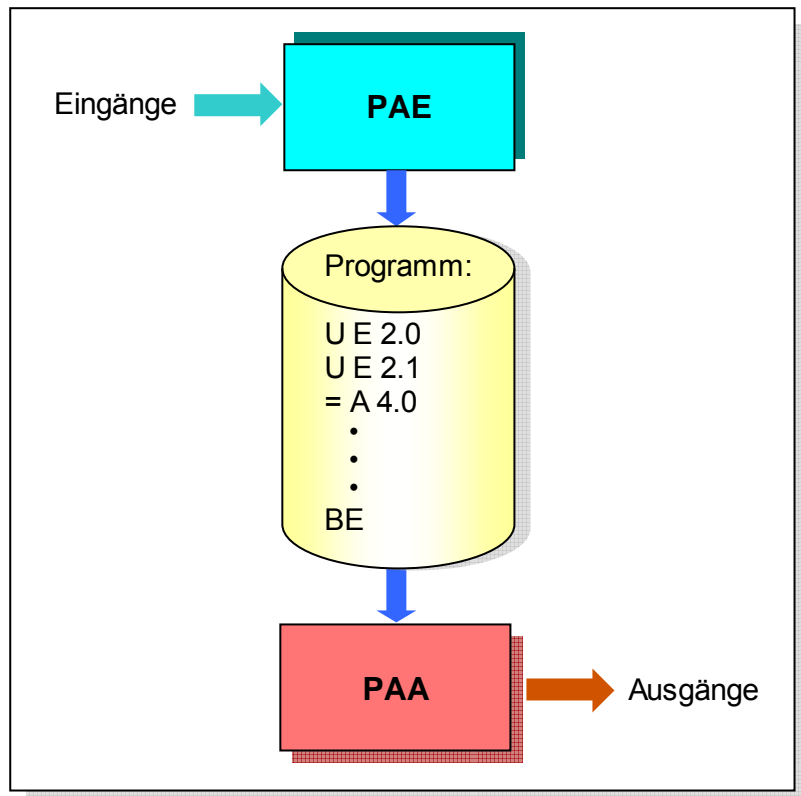 Eingänge
PAE
Programm:
U E 2.0
U E 2.1
= A 4.0
•
•
•
BE
PAA
Ausgänge